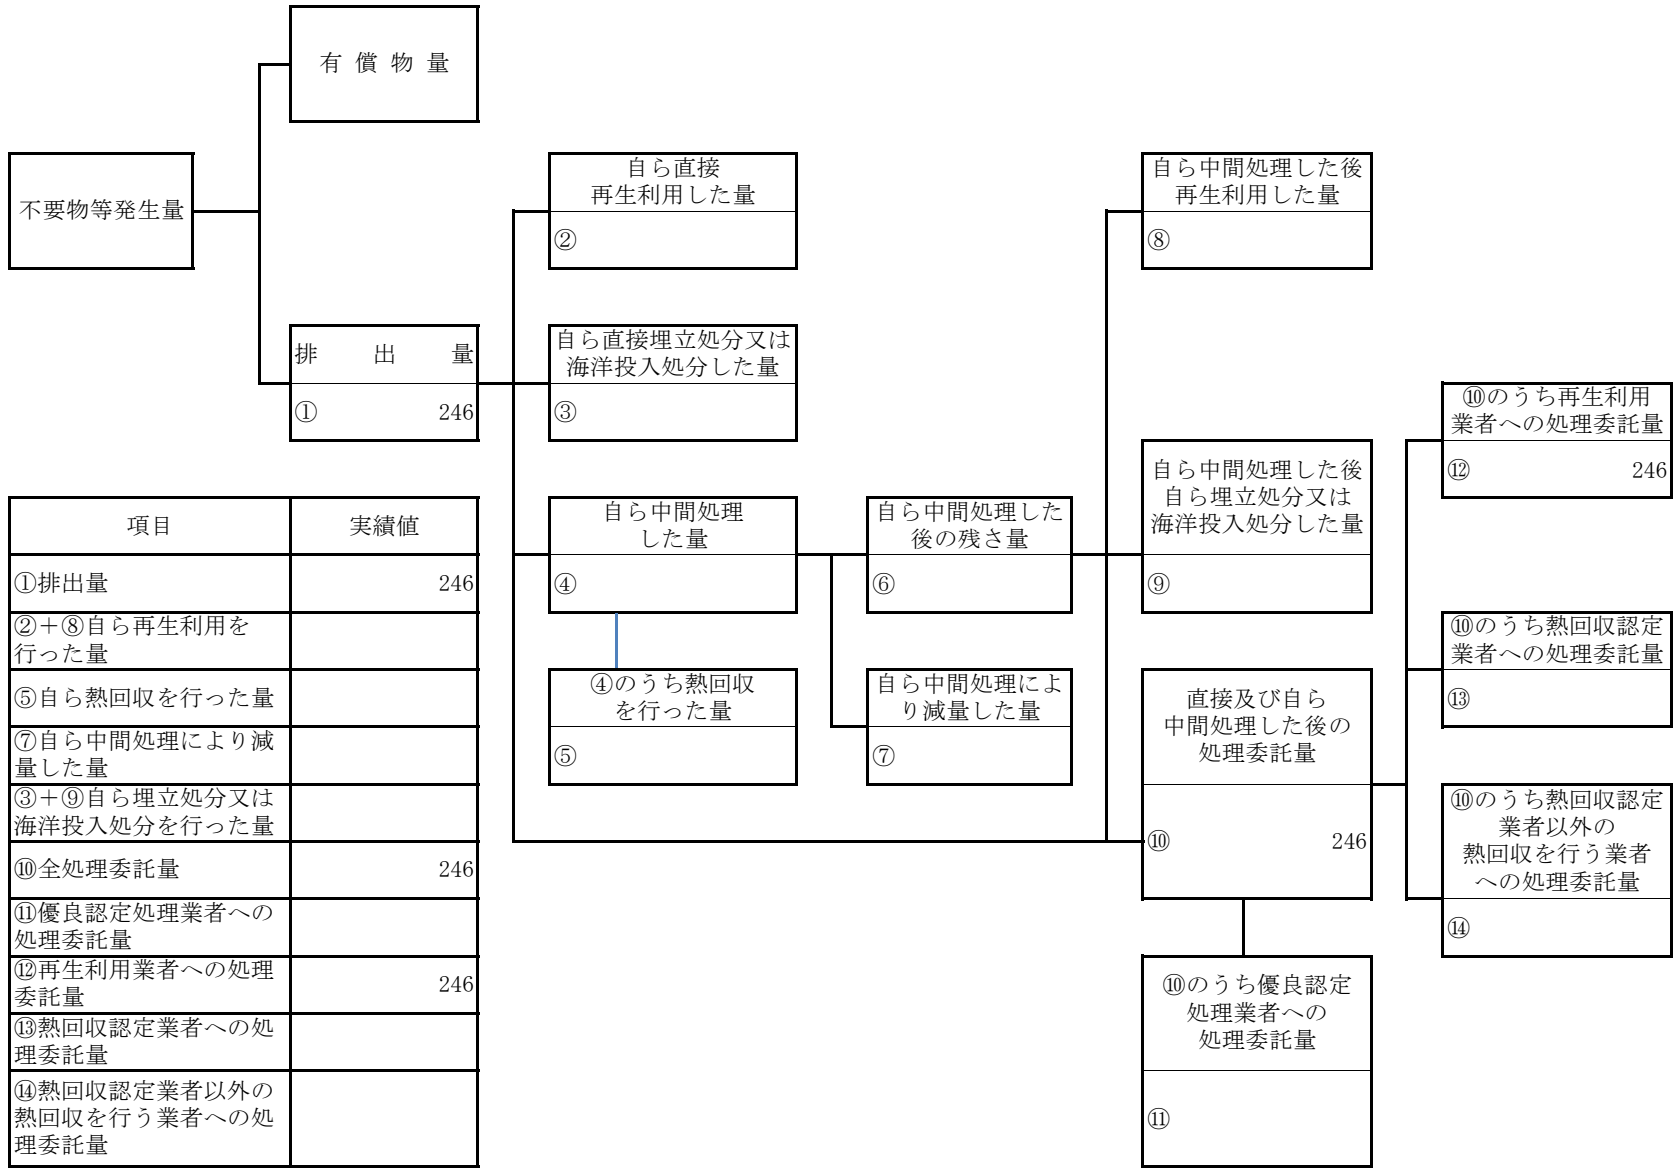 有償物量
不要物等発生量
排出量
① 246
自ら直接
再生利用した量
②
自ら直接埋立処分又は
海洋投入処分した量
③
自ら中間処理
した量
④
④のうち熱回収
を行った量
⑤
自ら中間処理した
後の残さ量
⑥
自ら中間処理によ
り減量した量
⑦
自ら中間処理した後
再生利用した量
⑧
自ら中間処理した後
自ら埋立処分又は
海洋投入処分した量
⑨
直接及び自ら
中間処理した後の
処理委託量
⑩ 246
⑩のうち優良認定
処理業者への
処理委託量
⑪
⑩のうち再生利用
業者への処理委託量
⑫ 246
⑩のうち熱回収認定
業者への処理委託量
⑬
⑩のうち熱回収認定
業者以外の
熱回収を行う業者
への処理委託量
⑭
項目 実績値
①排出量 246
②＋⑧自ら再生利用を
行った量
⑤自ら熱回収を行った量
⑦自ら中間処理により減
量した量
③＋⑨自ら埋立処分又は
海洋投入処分を行った量
⑩全処理委託量 246
⑪優良認定処理業者への
処理委託量
⑫再生利用業者への処理
委託量 246
⑬熱回収認定業者への処
理委託量
⑭熱回収認定業者以外の
熱回収を行う業者への処
理委託量